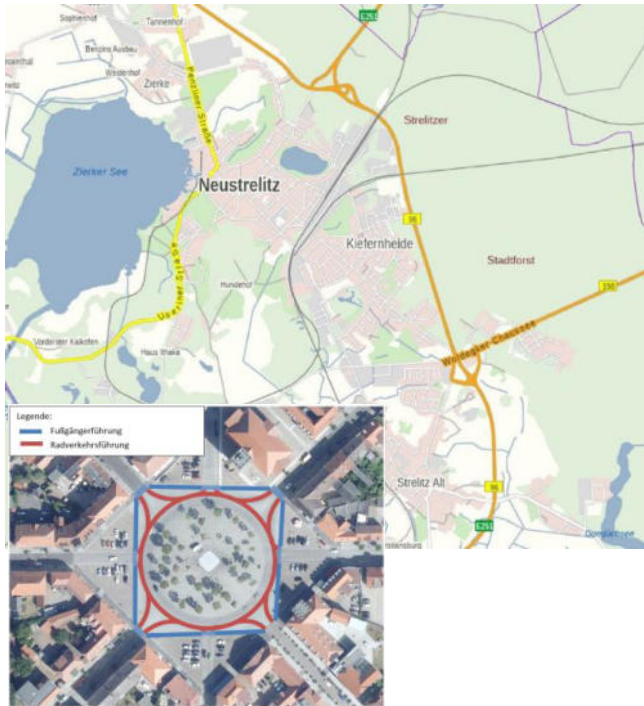 E251
Sophienhof
Tannenhof
Benzins Ausbau
Weidenhof
Zierke
Penzliner Straße
Strelitzer
Zierker See
Neustrelitz
96
Kiefernheide
Stadtforst
198
Useriner Straße
Hundehof
Woldegker Chaussee
Vorderster Kalkofen
Haus Ithaka
Legende:
Fußgängerführung
Radverkehrsführung
Strelitz Alt
96
E251